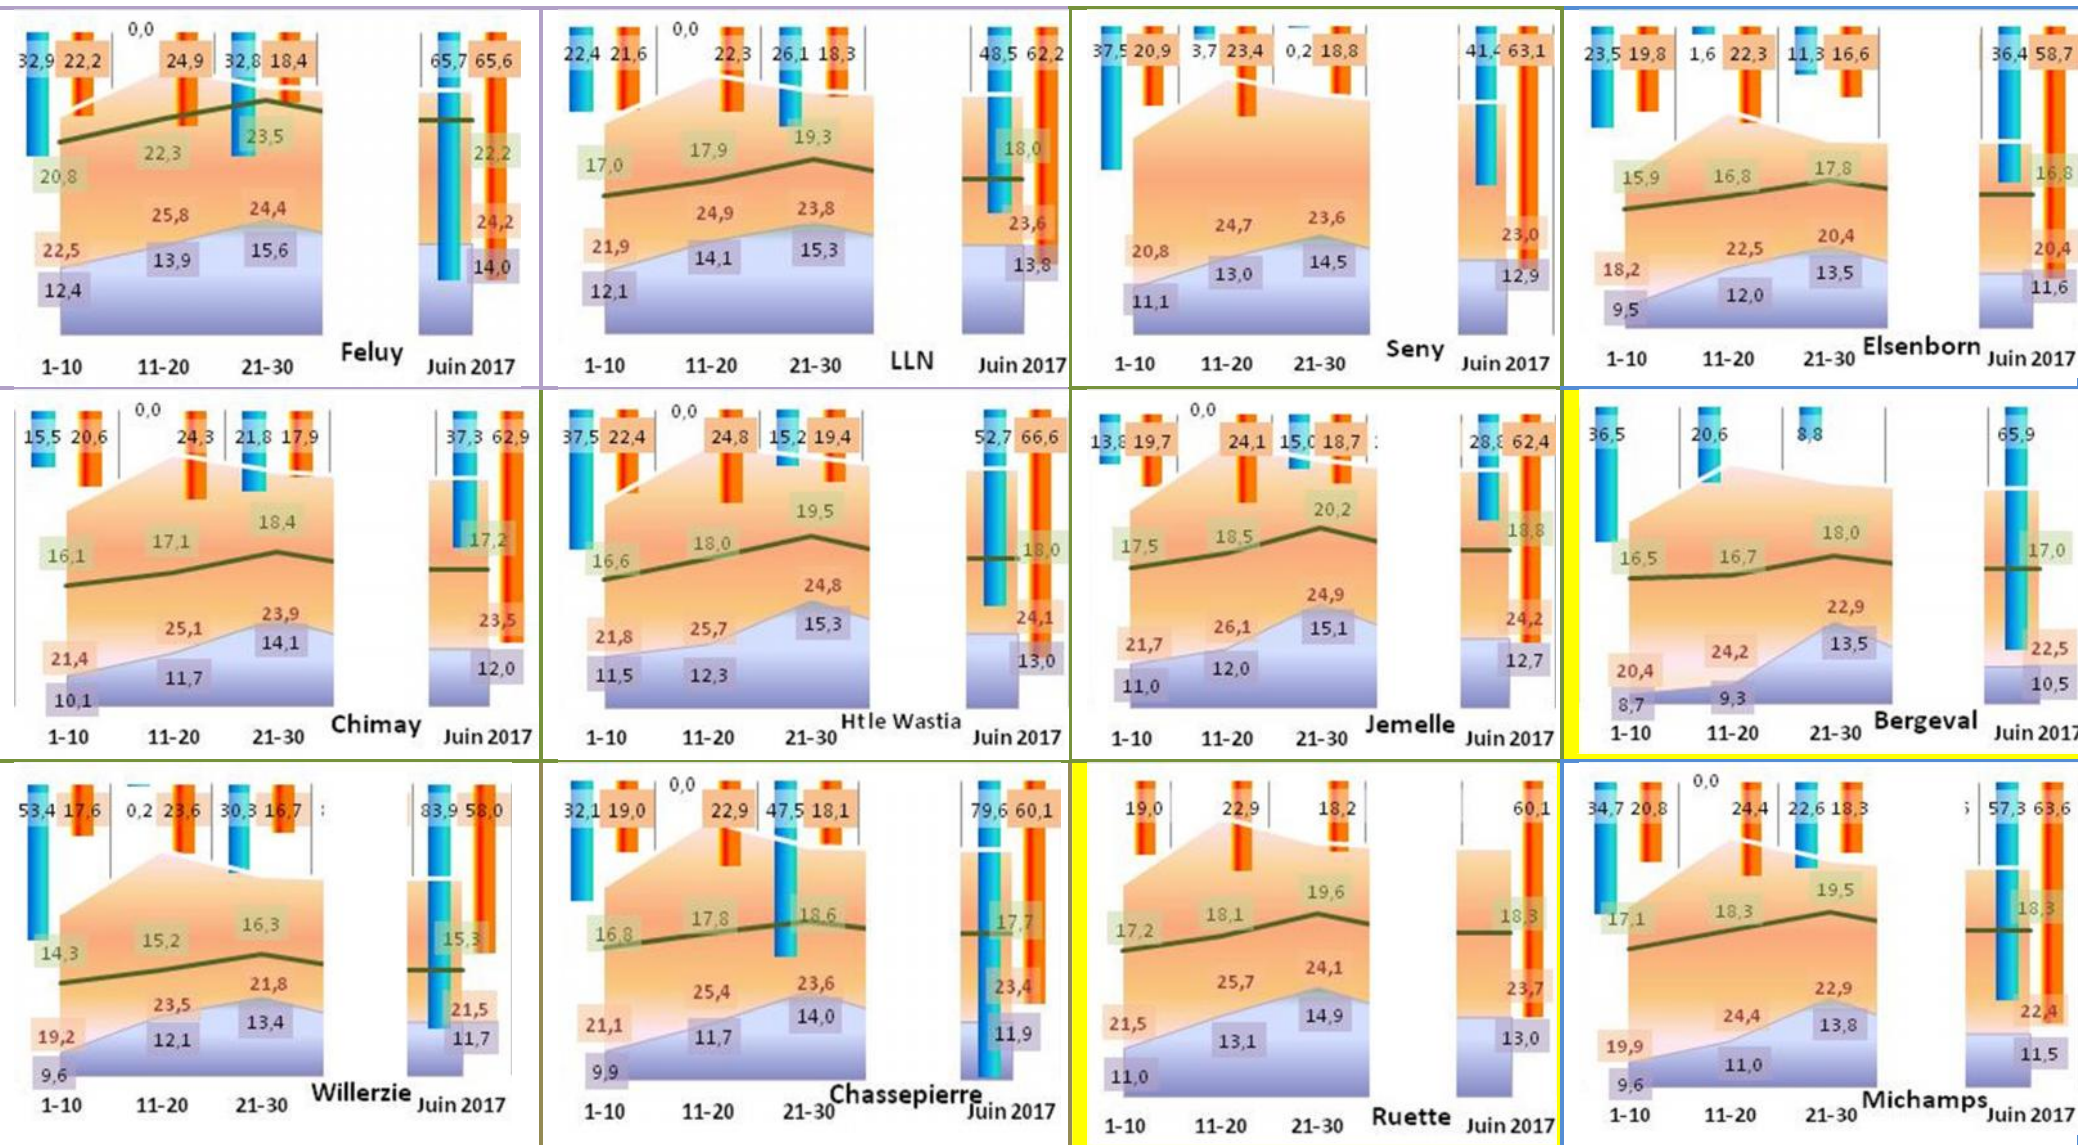 0,0
32,9 22,2 24,9 32,8 18,4 65,7 65,6
23,5
22,3 22,2
20,8
25,8 24,4 24,2
22,5 13,9 15,6 14,0
12,4
Feluy
1-10 11-20 21-30 Juin 2017
0,0
22,4 21,6 22,3 26,1 18,3 48,5 62,2
17,0 17,9 19,3 18,0
24,9 23,8 23,6
21,9 14,1 15,3 13,8
12,1
LLN
1-10 11-20 21-30 Juin 2017
37,5 20,9 3,7 23,4 0,2 18,8 41,4 63,1
24,7 23,6 23,0
20,8 13,0 14,5 12,9
11,1
Seny
1-10 11-20 21-30 Juin 2017
23,5 19,8 1,6 22,3 11,3 16,6 36,4 58,7
15,9 16,8 17,8 16,8
22,5 20,4 20,4
18,2 12,0 13,5 11,6
9,5
Elsenborn
1-10 11-20 21-30 Juin 2017
0,0
15,5 20,6 24,3 21,8 17,9 37,3 62,9
16,1 17,1 18,4 17,2
25,1 23,9 23,5
21,4 11,7 14,1 12,0
10,1
Chimay
1-10 11-20 21-30 Juin 2017
0,0
37,5 22,4 24,8 15,2 19,4 52,7 66,6
16,6 18,0 19,5 18,0
21,8 25,7 24,8 24,1
11,5 12,3 15,3 13,0
Htle Wastia
1-10 11-20 21-30 Juin 2017
0,0
13,8 19,7 24,1 15,0 18,7 28,8 62,4
17,5 18,5 20,2 18,8
21,7 26,1 24,9 24,2
11,0 12,0 15,1 12,7
Jemelle
1-10 11-20 21-30 Juin 2017
36,5 20,6 8,8 65,9
16,5 16,7 18,0 17,0
20,4 24,2 22,9 22,5
8,7 9,3 13,5 10,5
Bergeval
1-10 11-20 21-30 Juin 2017
53,4 17,6 0,2 23,6 30,3 16,7 83,9 58,0
14,3 15,2 16,3 15,3
19,2 23,5 21,8 21,5
9,6 12,1 13,4 11,7
Willerzie
1-10 11-20 21-30 Juin 2017
0,0
32,1 19,0 22,9 47,5 18,1 79,6 60,1
16,8 17,8 18,6 17,7
21,1 25,4 23,6 23,4
9,9 11,7 14,0 11,9
Chassepierre
1-10 11-20 21-30 Juin 2017
19,0 22,9 18,2 60,1
17,2 18,1 19,6 18,3
21,5 25,7 24,1 23,7
11,0 13,1 14,9 13,0
Ruette
1-10 11-20 21-30 Juin 2017
0,0
34,7 20,8 24,4 22,6 18,3 57,3 63,6
17,1 18,3 19,5 18,3
19,9 24,4 22,9 22,4
9,6 11,0 13,8 11,5
Michamps
1-10 11-20 21-30 Juin 2017